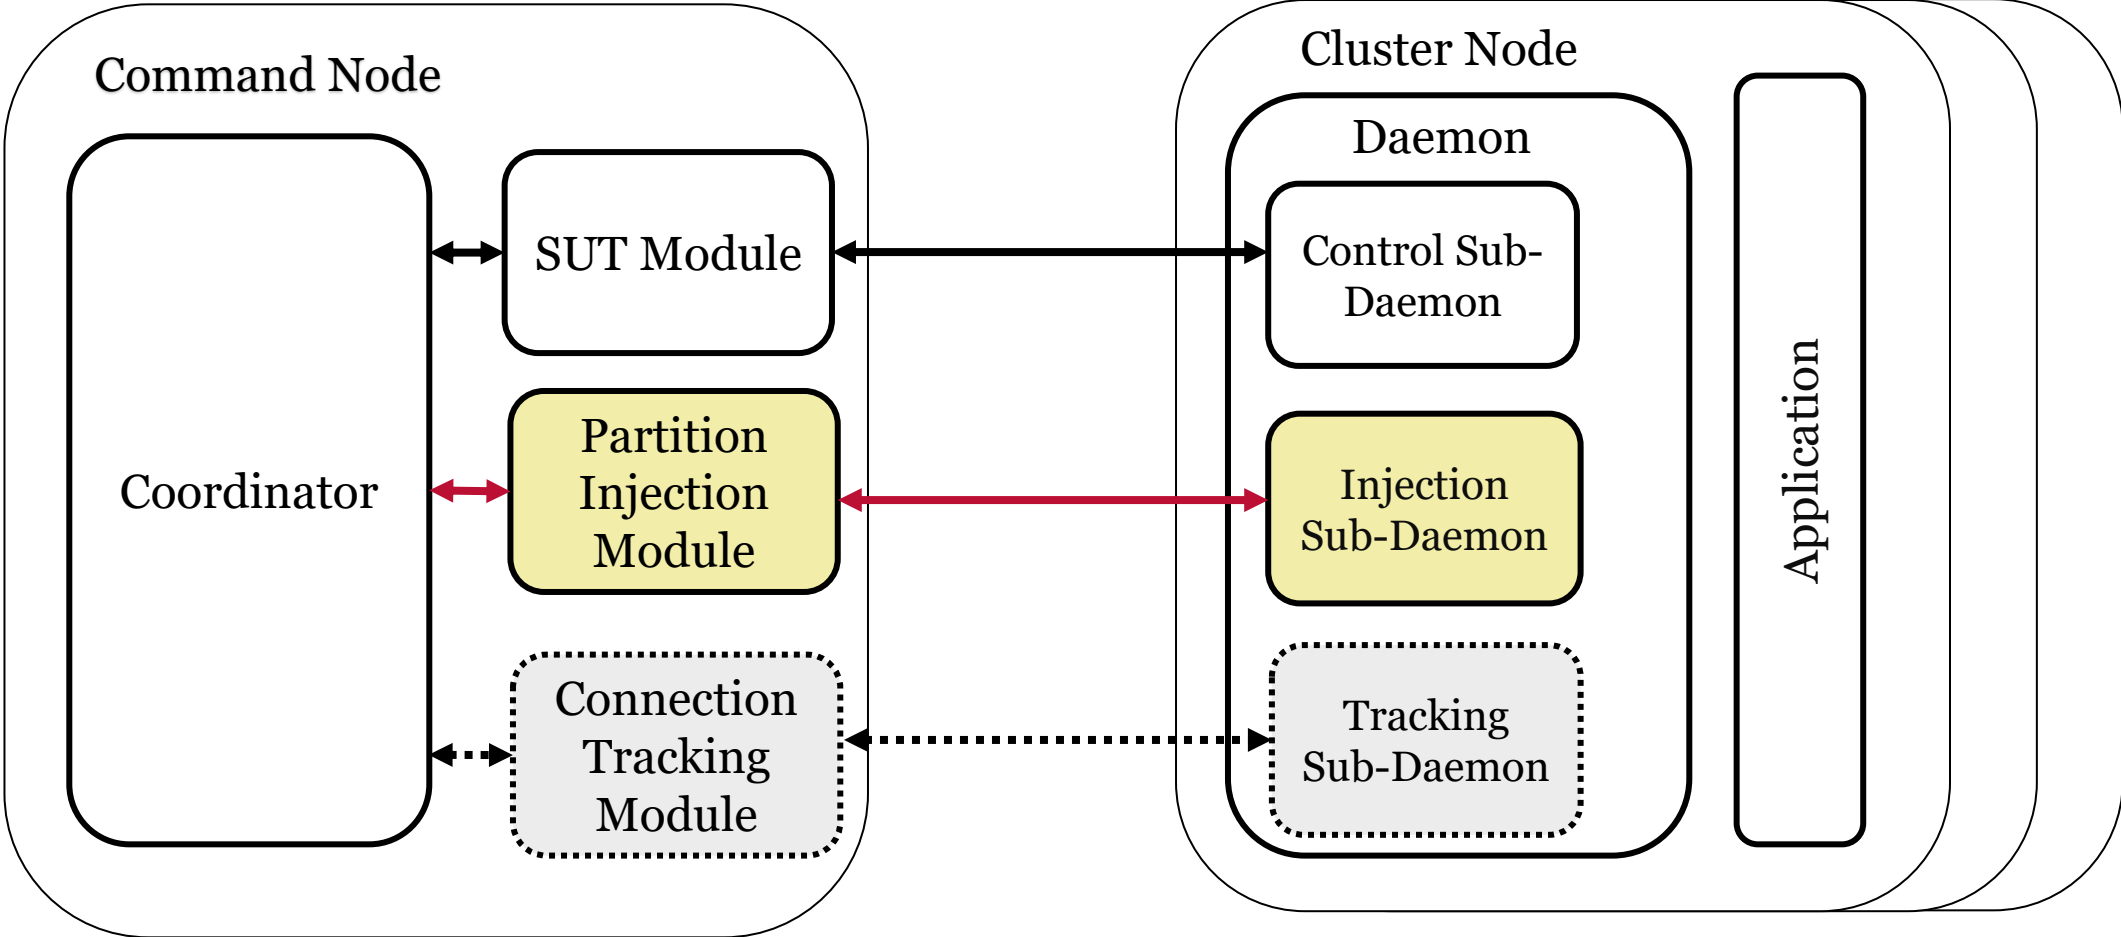 Command Node
Coordinator
SUT Module
Partition
Injection
Module
Connection
Tracking
Module
Cluster Node
Daemon
Control Sub-
Daemon
Injection
Sub-Daemon
Tracking
Sub-Daemon
Application